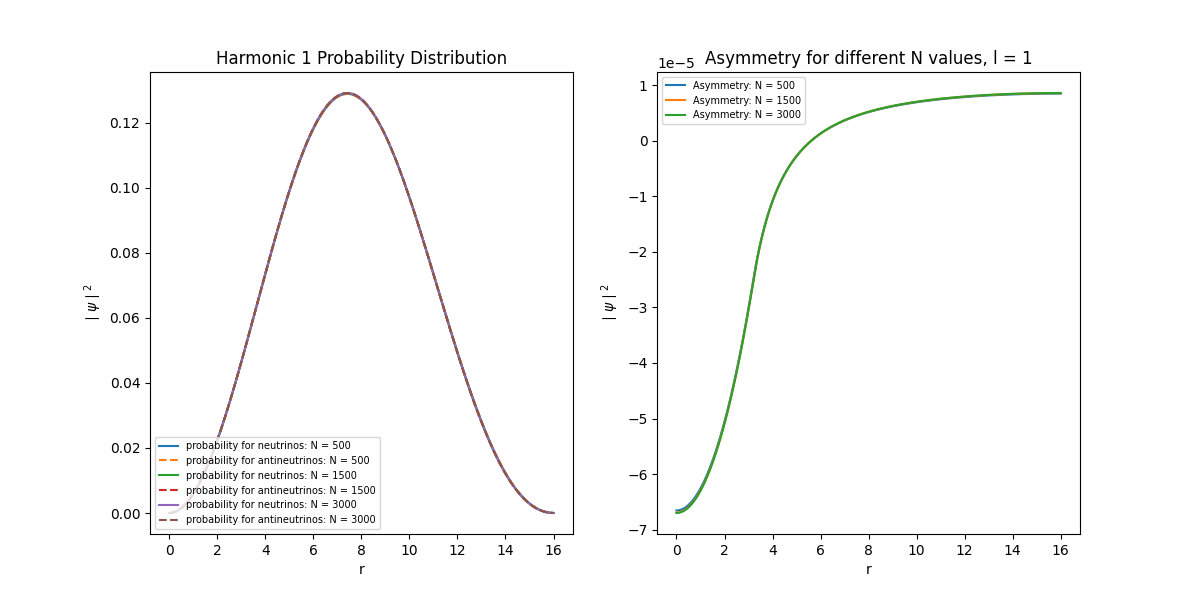 Harmonic 1 Probability Distribution
| ψ | ²
0.12
0.10
0.08
0.06
0.04
0.02
0.00
probability for neutrinos: N = 500
probability for antineutrinos: N = 500
probability for neutrinos: N = 1500
probability for antineutrinos: N = 1500
probability for neutrinos: N = 3000
probability for antineutrinos: N = 3000
0 2 4 6 8 10 12 14 16
r
Asymmetry for different N values, l = 1
1e−5
| ψ | ²
1
0
−1
−2
−3
−4
−5
−6
−7
Asymmetry: N = 500
Asymmetry: N = 1500
Asymmetry: N = 3000
0 2 4 6 8 10 12 14 16
r